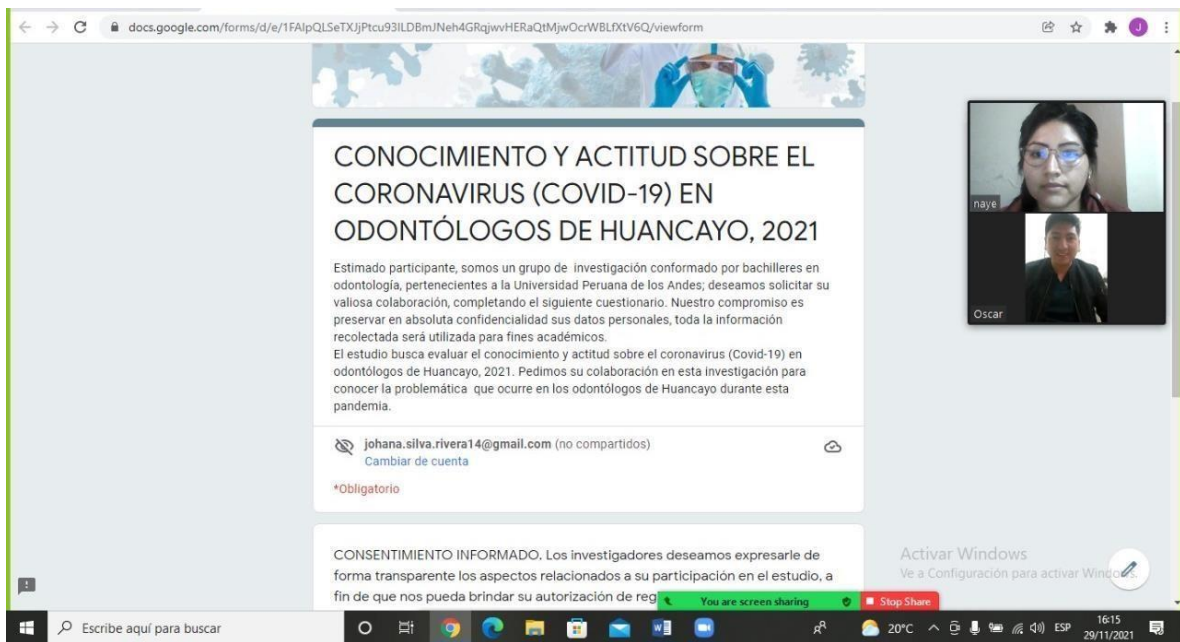 docs.google.com/forms/d/e/1FAIpQLSeTXJjPtcu93ILDBmJNeh4GRqjwvHERaQtMjwOcrWBLfXtV6Q/viewform
J
CONOCIMIENTO Y ACTITUD SOBRE EL
CORONAVIRUS (COVID-19) EN
ODONTÓLOGOS DE HUANCAYO, 2021
Estimado participante, somos un grupo de investigación conformado por bachilleres en
odontología, pertenecientes a la Universidad Peruana de los Andes; deseamos solicitar su
valiosa colaboración, completando el siguiente cuestionario. Nuestro compromiso es
preservar en absoluta confidencialidad sus datos personales, toda la información
recolectada será utilizada para fines académicos.
El estudio busca evaluar el conocimiento y actitud sobre el coronavirus (Covid-19) en
odontólogos de Huancayo, 2021. Pedimos su colaboración en esta investigación para
conocer la problemática que ocurre en los odontólogos de Huancayo durante esta
pandemia.
johana.silva.rivera14@gmail.com (no compartidos)
Cambiar de cuenta
*Obligatorio
CONSENTIMIENTO INFORMADO. Los investigadores deseamos expresarle de
forma transparente los aspectos relacionados a su participación en el estudio, a
fin de que nos pueda brindar su autorización de reg
naye
Oscar
Activar Windows
Ve a Configuración para activar Windows.
You are screen sharing
Stop Share
Escribe aquí para buscar
20°C
ESP
16:15
29/11/2021